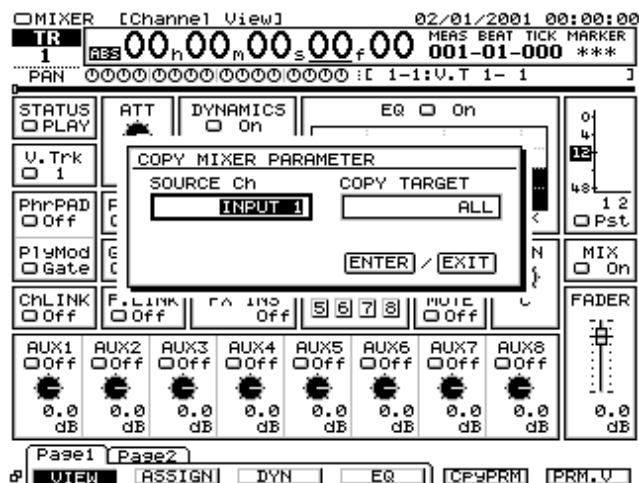 MIXER [Channel View] 02/01/2001 00:00:00
TR 1 ABS 00h00m00s00f00 MEAS BEAT TICK MARKER
001-01-000 ***
PAN [ 1-1:V.T 1- 1 ]
STATUS ATT DYNAMICS EQ On 0
PLAY On 4
12
V.Trk 48
1
COPY MIXER PARAMETER
SOURCE Ch COPY TARGET
INPUT 1 ALL
ENTER / EXIT
PhrPAD 1 2
Off Pst
PlyMod MIX
Gate On
ChLINK F.LINK FX INS 5 6 7 8 MUTE FADER
Off Off Off Off
AUX1 AUX2 AUX3 AUX4 AUX5 AUX6 AUX7 AUX8
Off Off Off Off Off Off Off Off
0.0 0.0 0.0 0.0 0.0 0.0 0.0 0.0 0.0
dB dB dB dB dB dB dB dB dB
Page1 Page2
VIEW ASSIGN DYN EQ CpyPRM PRM.V